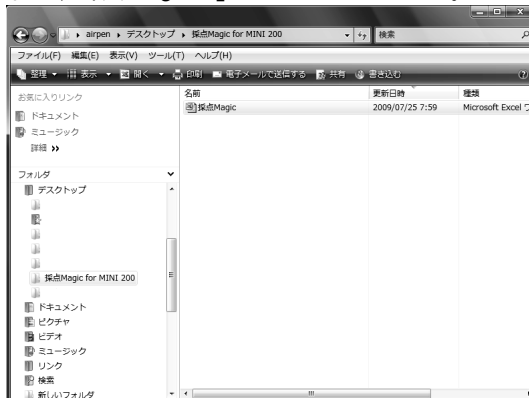 airpen ▸ デスクトップ ▸ 採点Magic for MINI 200
検索
ファイル(F) 編集(E) 表示(V) ツール(T) ヘルプ(H)
整理 表示 開く 印刷 電子メールで送信する 共有 書き込む
お気に入りリンク
ドキュメント
ミュージック
詳細 >>
フォルダ
デスクトップ
採点Magic for MINI 200
ドキュメント
ピクチャ
ビデオ
ミュージック
リンク
検索
新しいフォルダ
名前 更新日時 種類
採点Magic 2009/07/25 7:59 Microsoft Excel ワ